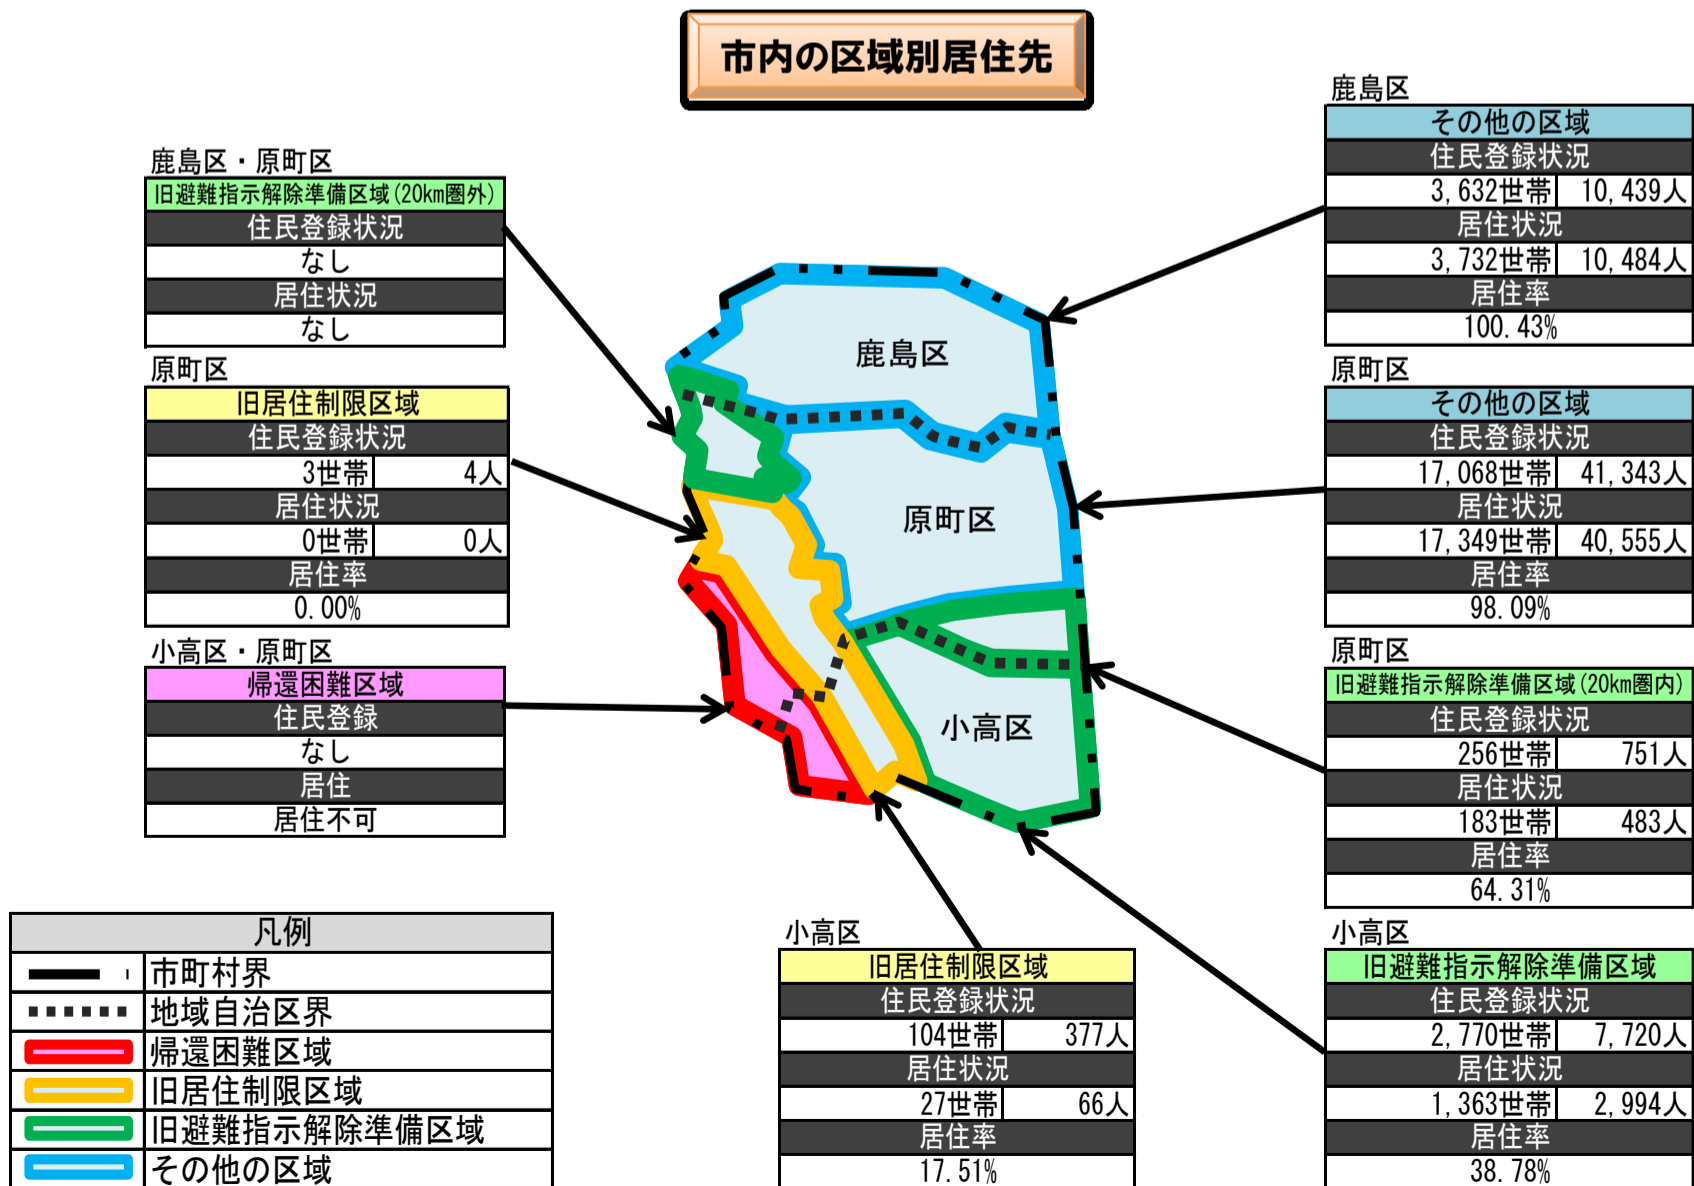 市内の区域別居住先
鹿島区・原町区
旧避難指示解除準備区域(20km圏外)
住民登録状況
なし
居住状況
なし
原町区
旧居住制限区域
住民登録状況
3世帯 4人
居住状況
0世帯 0人
居住率
0.00%
小高区・原町区
帰還困難区域
住民登録
なし
居住
居住不可
鹿島区
原町区
小高区
鹿島区
その他の区域
住民登録状況
3,632世帯 10,439人
居住状況
3,732世帯 10,484人
居住率
100.43%
原町区
その他の区域
住民登録状況
17,068世帯 41,343人
居住状況
17,349世帯 40,555人
居住率
98.09%
原町区
旧避難指示解除準備区域(20km圏内)
住民登録状況
256世帯 751人
居住状況
183世帯 483人
居住率
64.31%
小高区
旧避難指示解除準備区域
住民登録状況
2,770世帯 7,720人
居住状況
1,363世帯 2,994人
居住率
38.78%
小高区
旧居住制限区域
住民登録状況
104世帯 377人
居住状況
27世帯 66人
居住率
17.51%
凡例
市町村界
地域自治区界
帰還困難区域
旧居住制限区域
旧避難指示解除準備区域
その他の区域